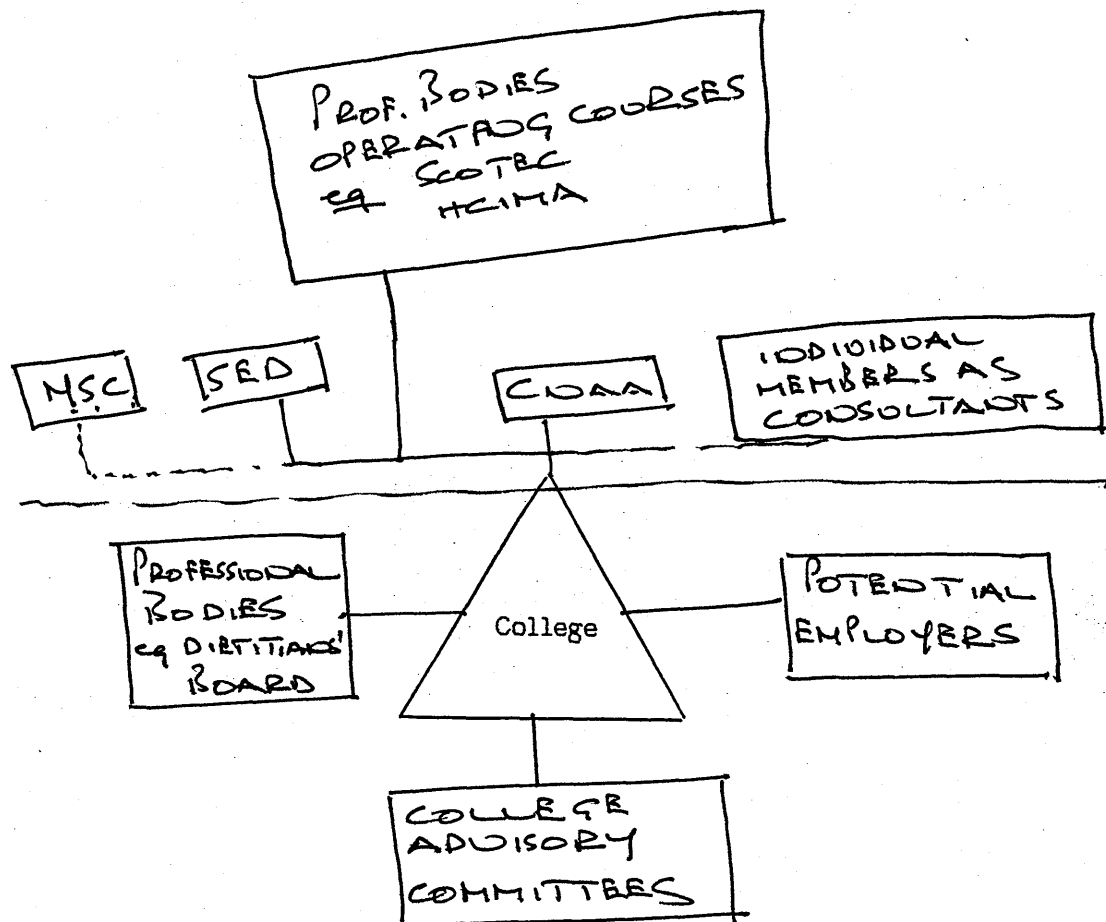 PROF. BODIES
OPERATING COURSES
eg SCOTEC
HCIMA
MSC
SED
CNAA
INDIVIDUAL
MEMBERS AS
CONSULTANTS
PROFESSIONAL
BODIES
eg DIETITIANS'
BOARD
College
POTENTIAL
EMPLOYERS
COLLEGE
ADVISORY
COMMITTEES